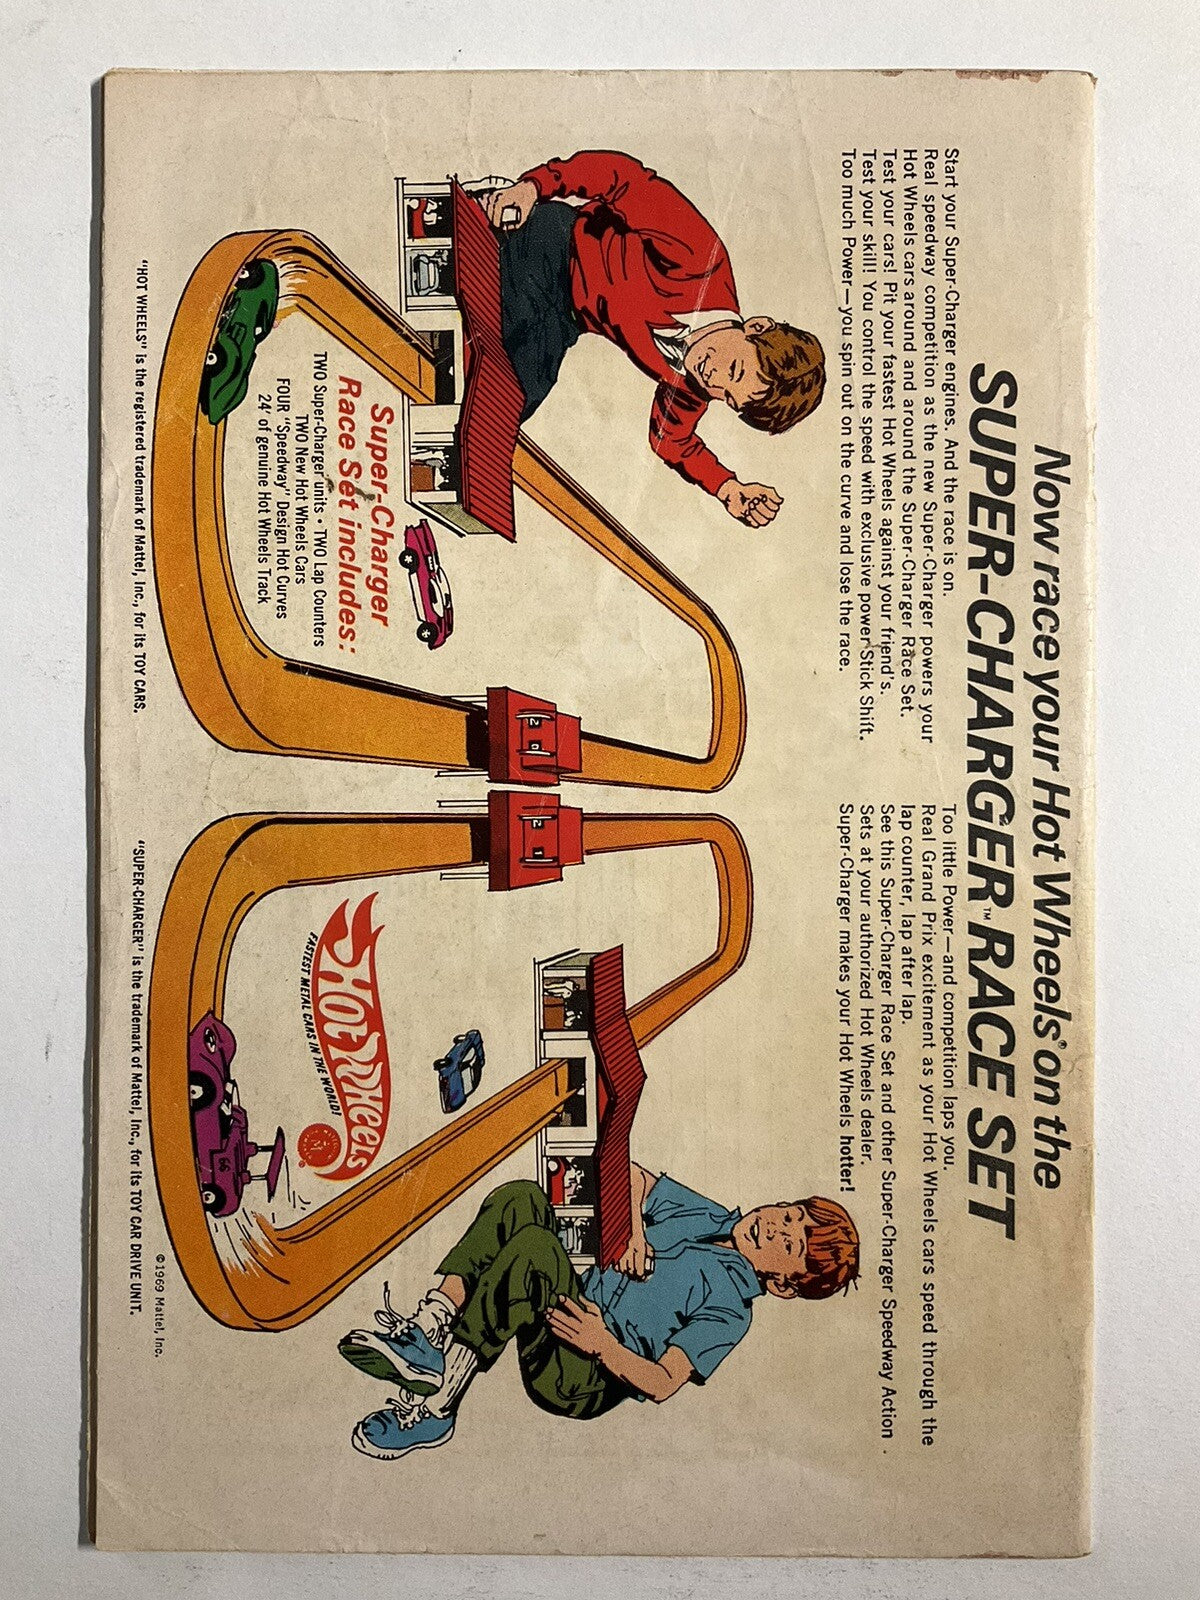 Now race your Hot Wheels® on the
SUPER-CHARGER™ RACE SET
Start your Super-Charger engines. And the race is on.
Real speedway competition as the new Super-Charger powers your
Hot Wheels cars around and around the Super-Charger Race Set.
Test your cars! Pit your fastest Hot Wheels against your friend's.
Test your skill! You control the speed with exclusive power Stick Shift.
Too much Power—you spin out on the curve and lose the race.
Too little Power—and competition laps you.
Real Grand Prix excitement as your Hot Wheels cars speed through the
lap counter, lap after lap.
See this Super-Charger Race Set and other Super-Charger Speedway Action
Sets at your authorized Hot Wheels dealer.
Super-Charger makes your Hot Wheels hotter!
2 0
2 1
Super-Charger
Race Set includes:
TWO Super-Charger units • TWO Lap Counters
TWO New Hot Wheels Cars
FOUR "Speedway" Design Hot Curves
24' of genuine Hot Wheels Track
HOT WHEELS
®
FASTEST METAL CARS IN THE WORLD!
© 1969 Mattel, Inc.
"HOT WHEELS" is the registered trademark of Mattel, Inc., for its TOY CARS.
"SUPER-CHARGER" is the trademark of Mattel, Inc., for its TOY CAR DRIVE UNIT.